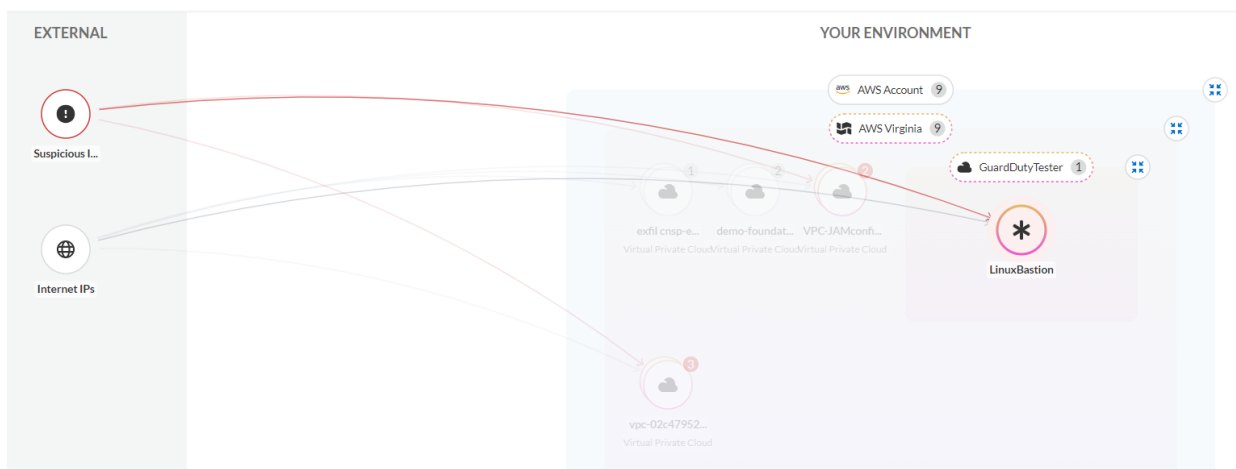 EXTERNAL
YOUR ENVIRONMENT
aws AWS Account 9
AWS Virginia 9
GuardDutyTester 1
Suspicious I...
1
2
2
exfil cnsp-e...
Virtual Private Cloud
demo-foundat...
Virtual Private Cloud
VPC-JAMconfi...
Virtual Private Cloud
LinuxBastion
Internet IPs
3
vpc-02c47952...
Virtual Private Cloud